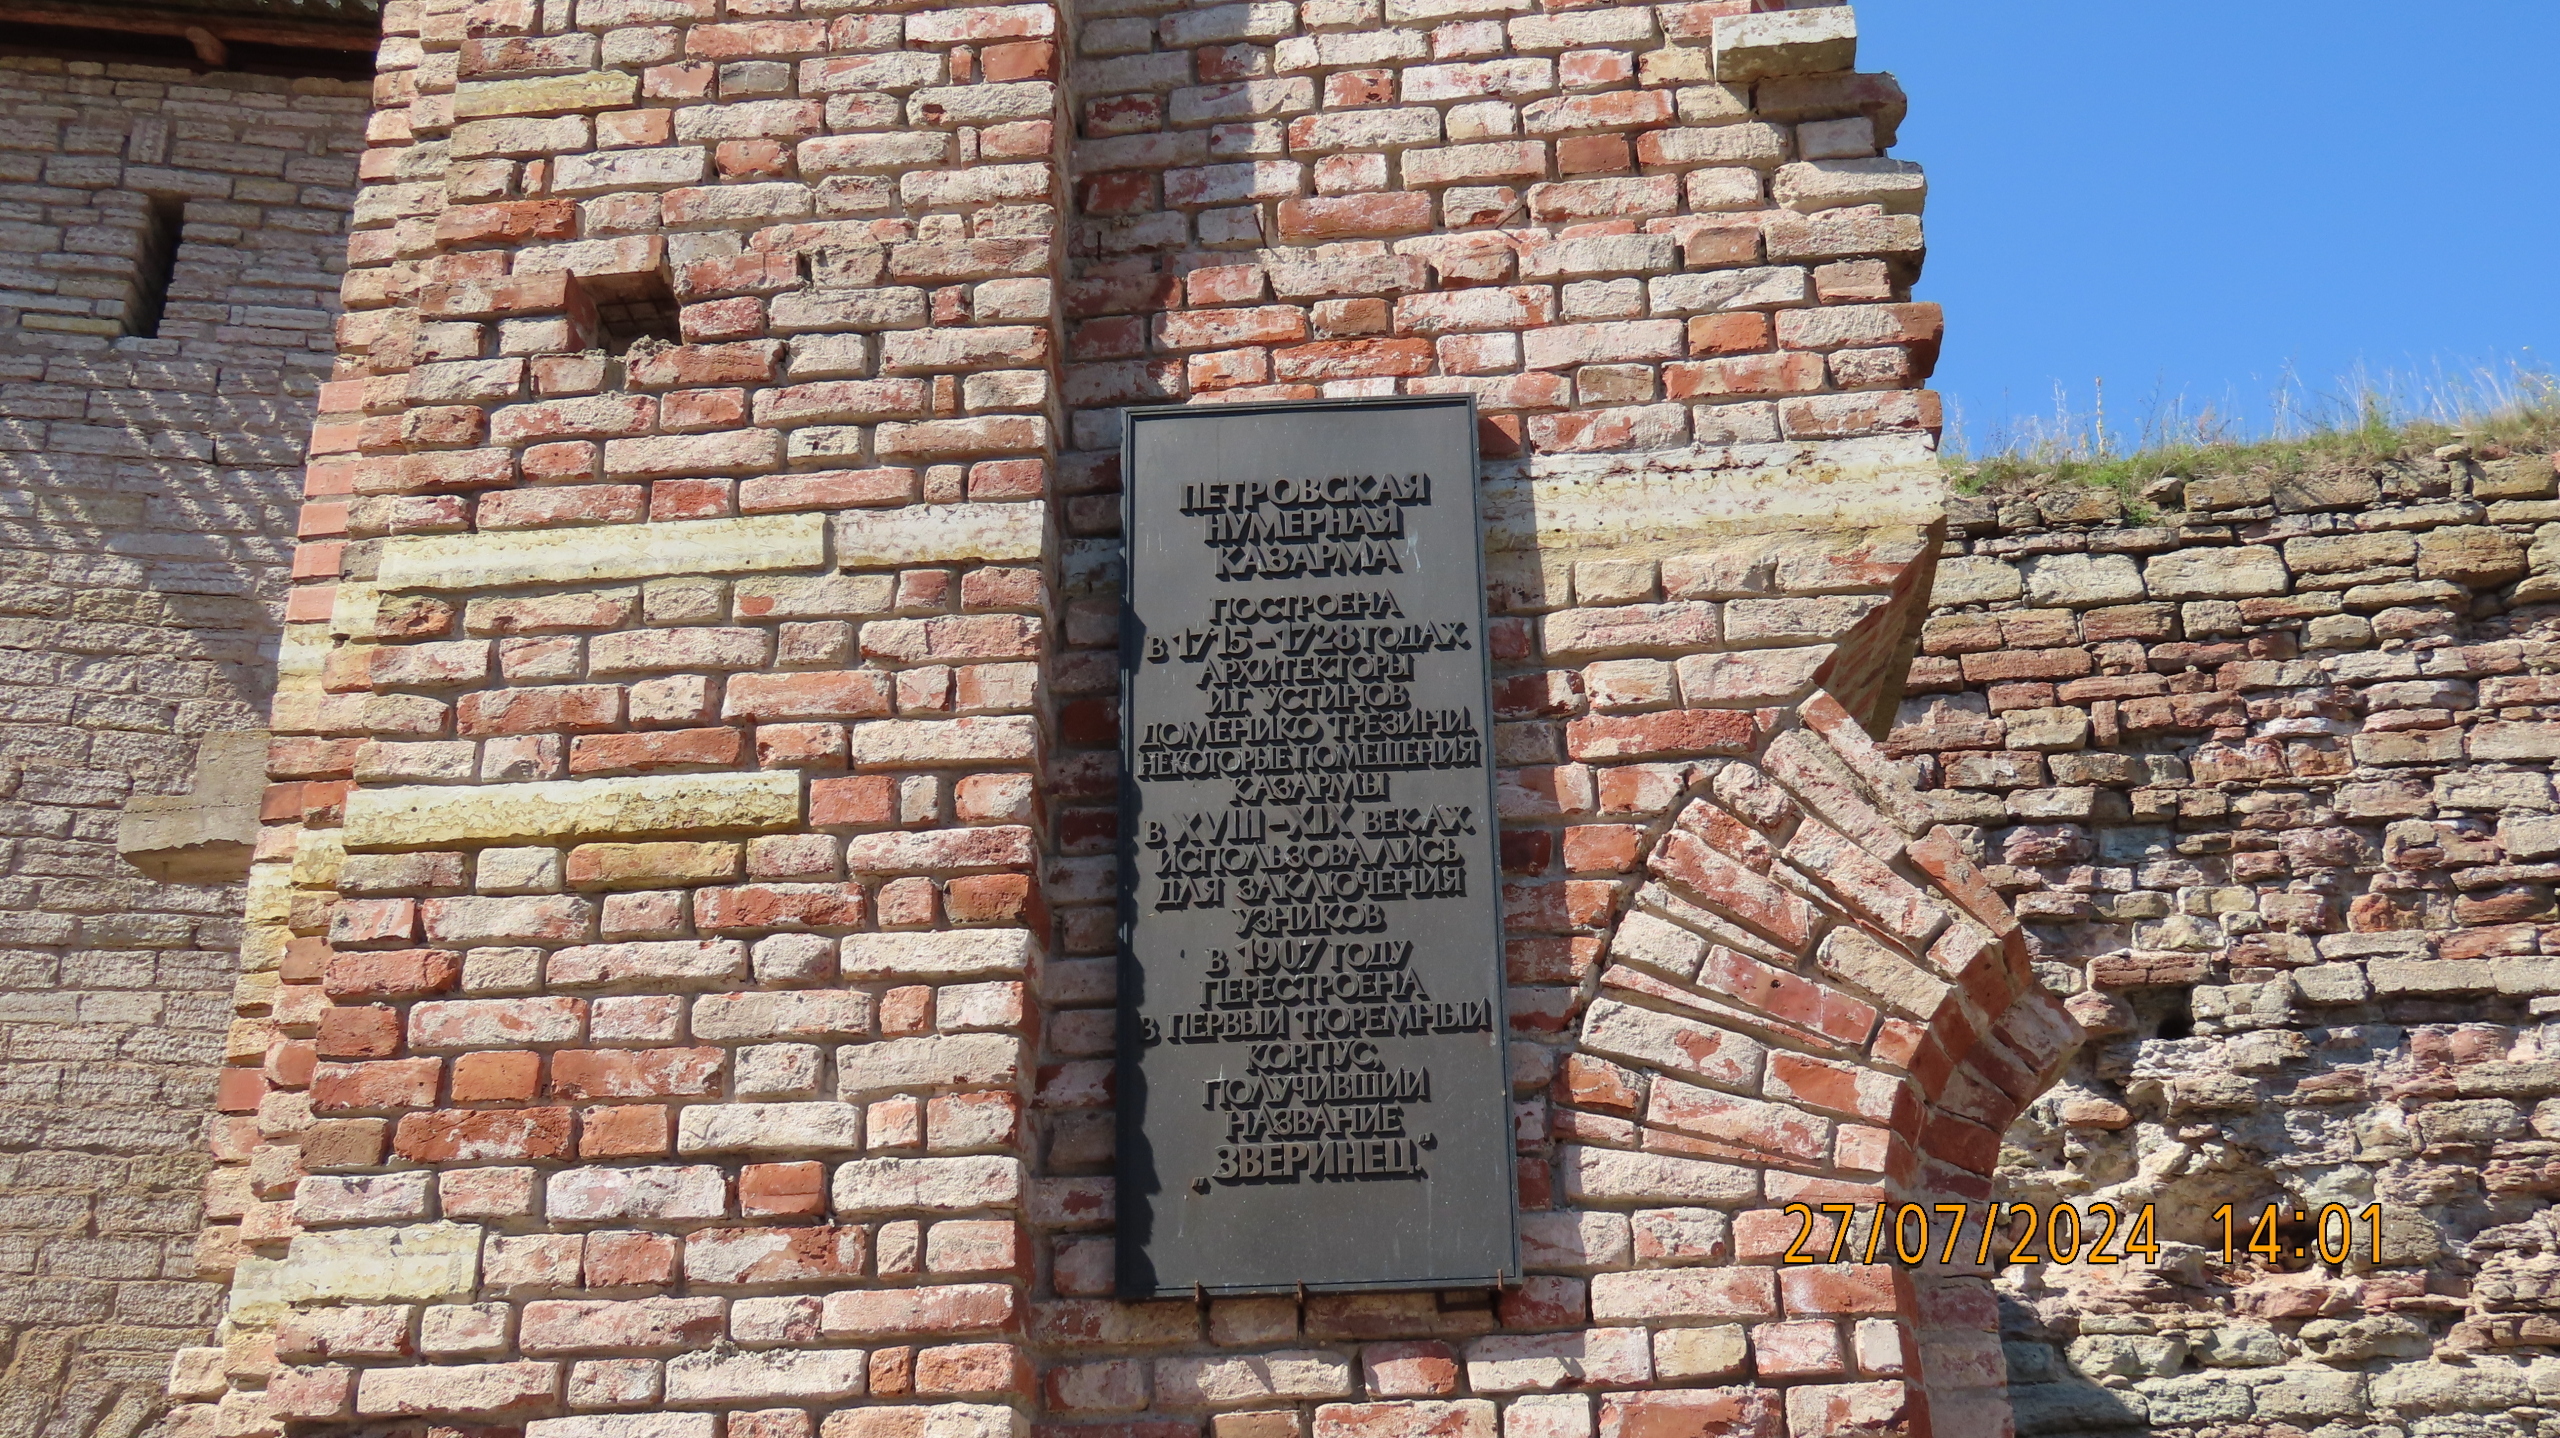 ПЕТРОВСКАЯ
НУМЕРНАЯ
КАЗАРМА
ПОСТРОЕНА
В 1715-1728 ГОДАХ
АРХИТЕКТОРЫ
И.Г. УСТИНОВ
ДОМЕНИКО ТРЕЗИНИ.
НЕКОТОРЫЕ ПОМЕЩЕНИЯ
КАЗАРМЫ
В XVIII-XIX ВЕКАХ
ИСПОЛЬЗОВАЛИСЬ
ДЛЯ ЗАКЛЮЧЕНИЯ
УЗНИКОВ
В 1907 ГОДУ
ПЕРЕСТРОЕНА
В ПЕРВЫЙ ТЮРЕМНЫЙ
КОРПУС,
ПОЛУЧИВШИЙ
НАЗВАНИЕ
„ЗВЕРИНЕЦ.“
27/07/2024 14:01